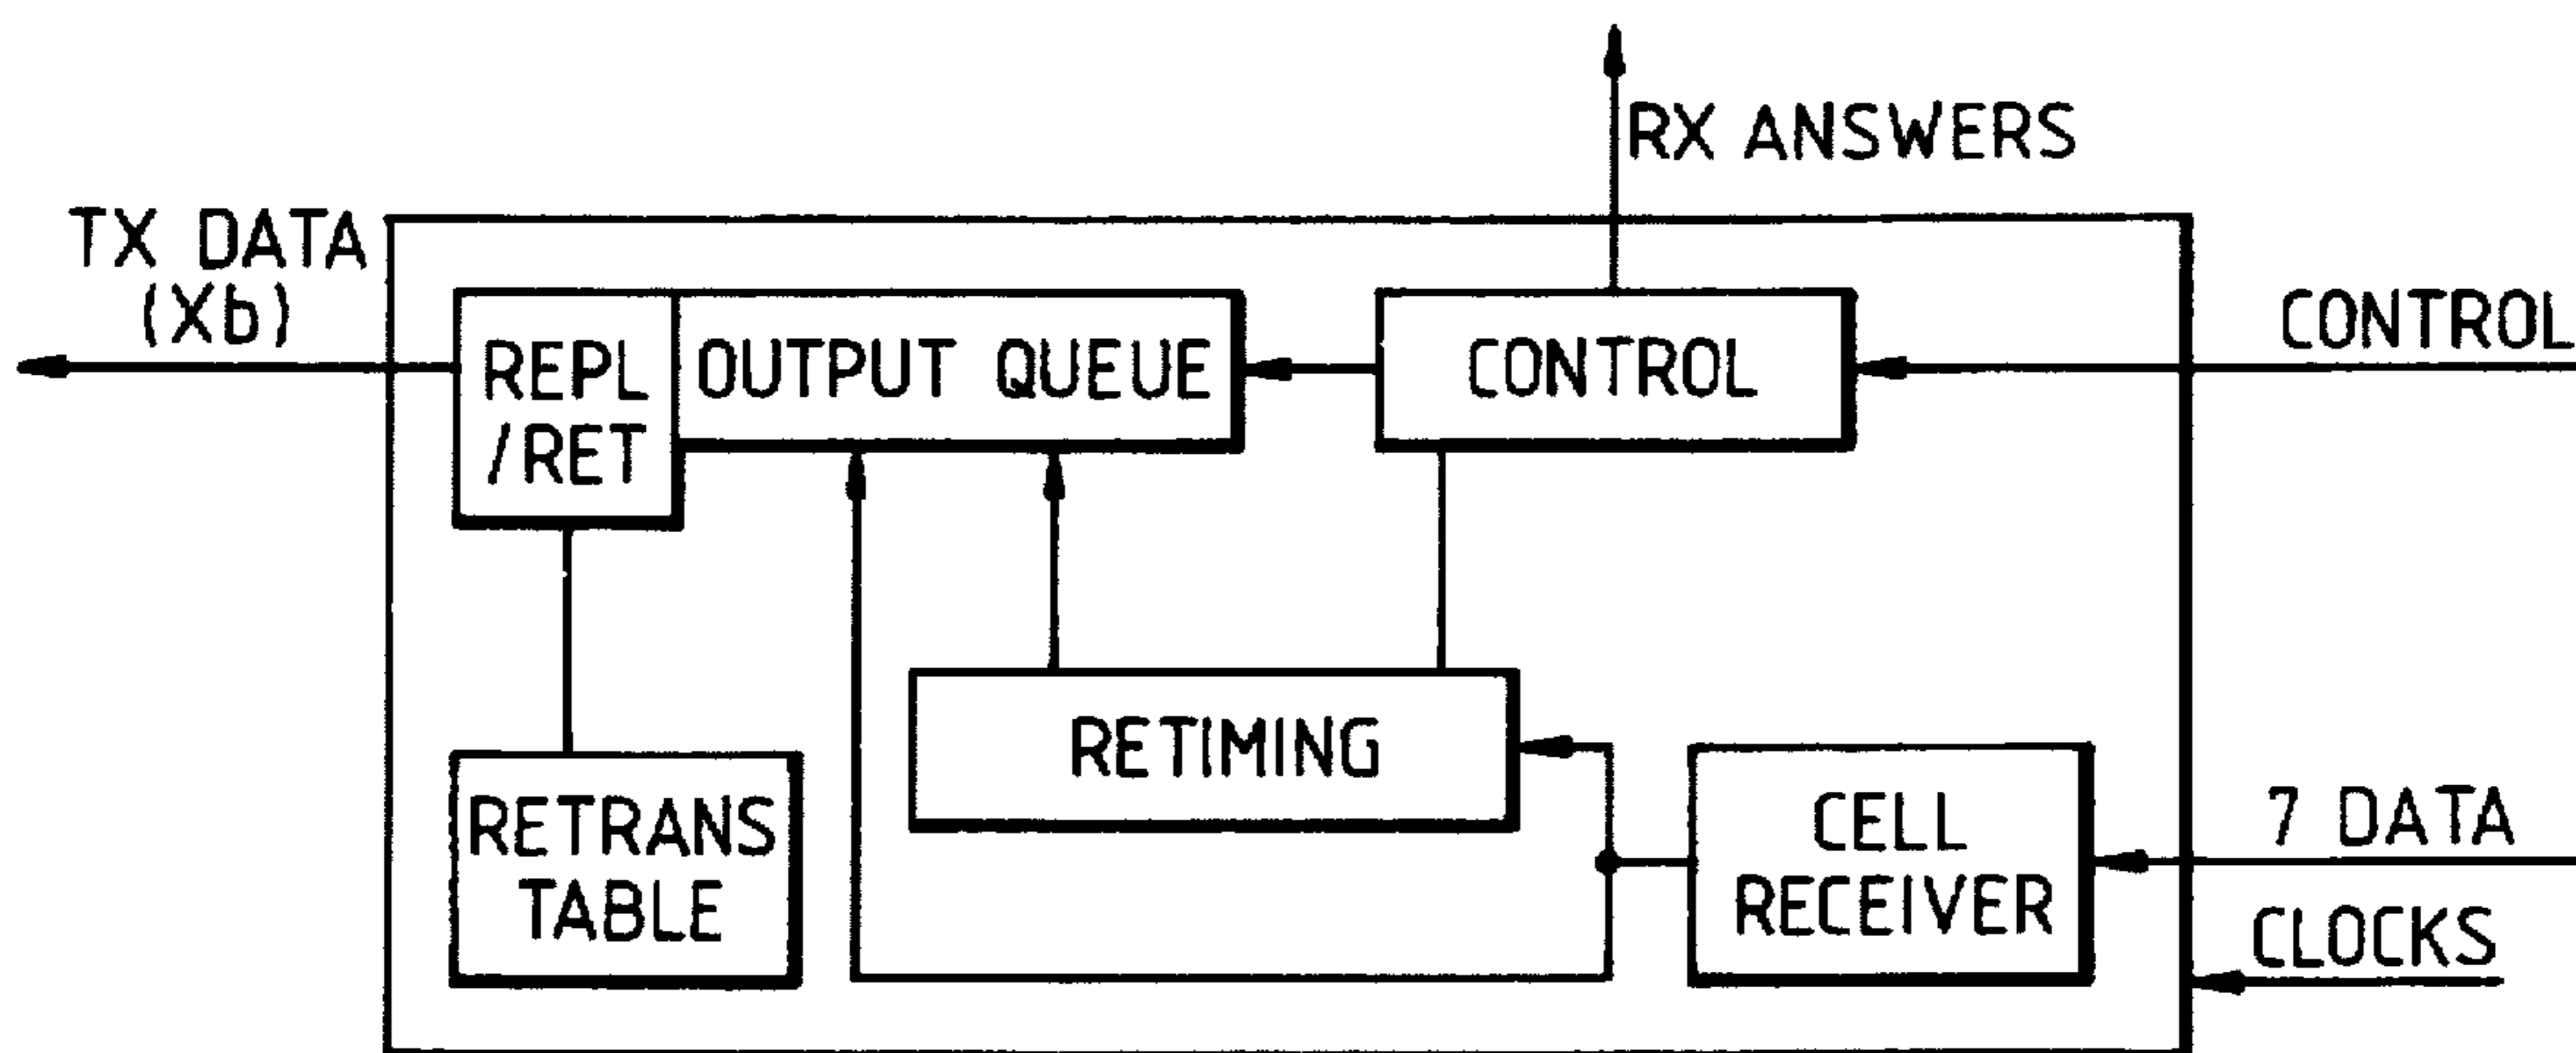 RX ANSWERS
TX DATA
(Xb)
CONTROL
REPL
/RET
OUTPUT QUEUE
CONTROL
RETIMING
RETRANS
TABLE
CELL
RECEIVER
7 DATA
CLOCKS